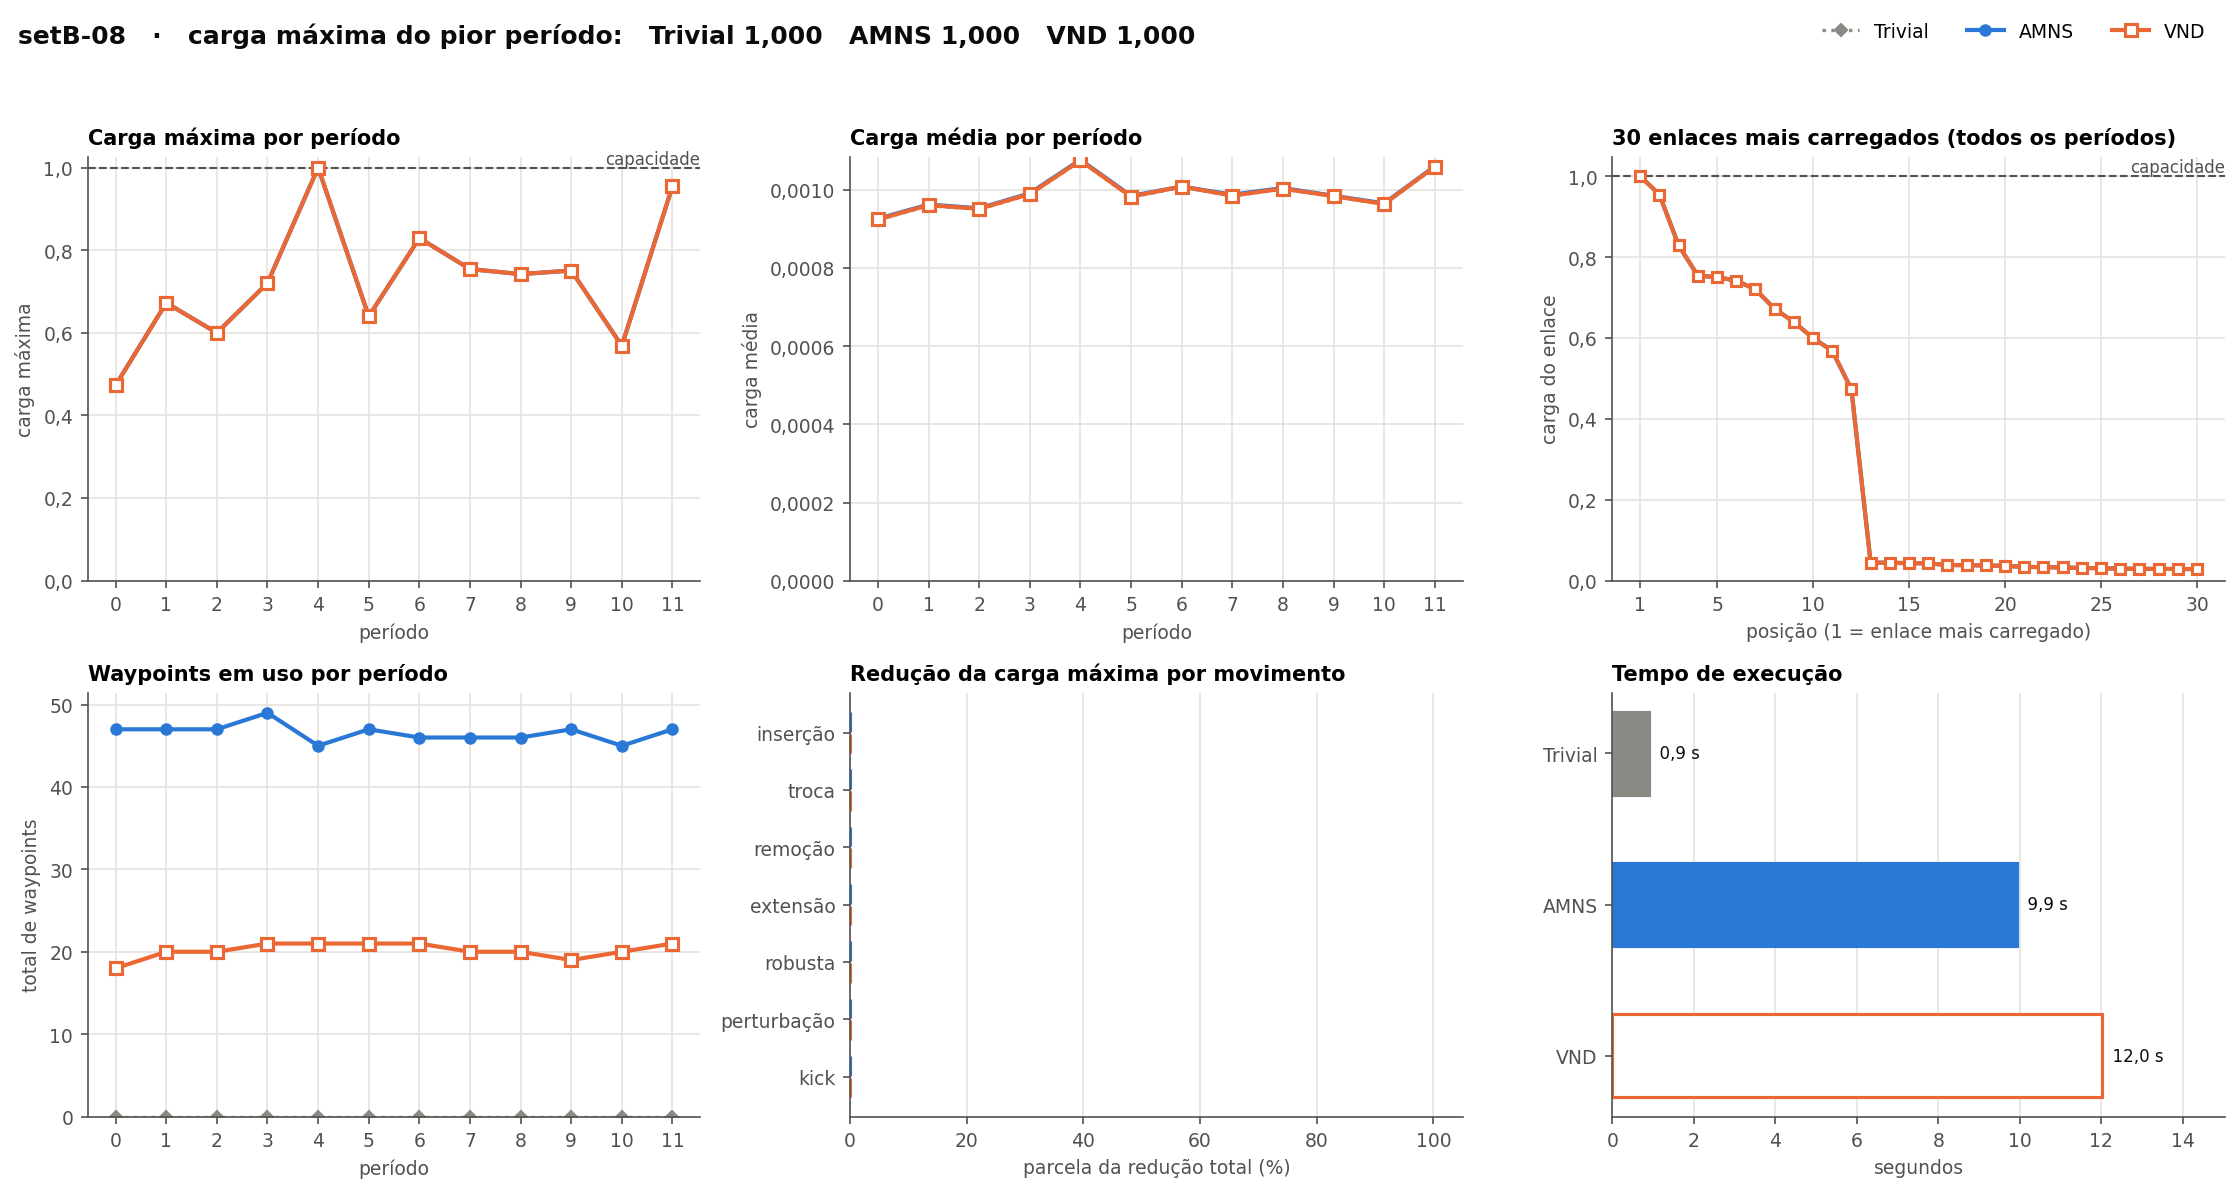 setB-08 · carga máxima do pior período: Trivial 1,000 AMNS 1,000 VND 1,000
Trivial AMNS VND
Carga máxima por período
capacidade
1,0
0,8
0,6
0,4
0,2
0,0
carga máxima
0 1 2 3 4 5 6 7 8 9 10 11
período
Carga média por período
0,0010
0,0008
0,0006
0,0004
0,0002
0,0000
carga média
0 1 2 3 4 5 6 7 8 9 10 11
período
30 enlaces mais carregados (todos os períodos)
capacidade
1,0
0,8
0,6
0,4
0,2
0,0
carga do enlace
1 5 10 15 20 25 30
posição (1 = enlace mais carregado)
Waypoints em uso por período
50
40
30
20
10
0
total de waypoints
0 1 2 3 4 5 6 7 8 9 10 11
período
Redução da carga máxima por movimento
inserção
troca
remoção
extensão
robusta
perturbação
kick
0 20 40 60 80 100
parcela da redução total (%)
Tempo de execução
Trivial 0,9 s
AMNS 9,9 s
VND 12,0 s
0 2 4 6 8 10 12 14
segundos